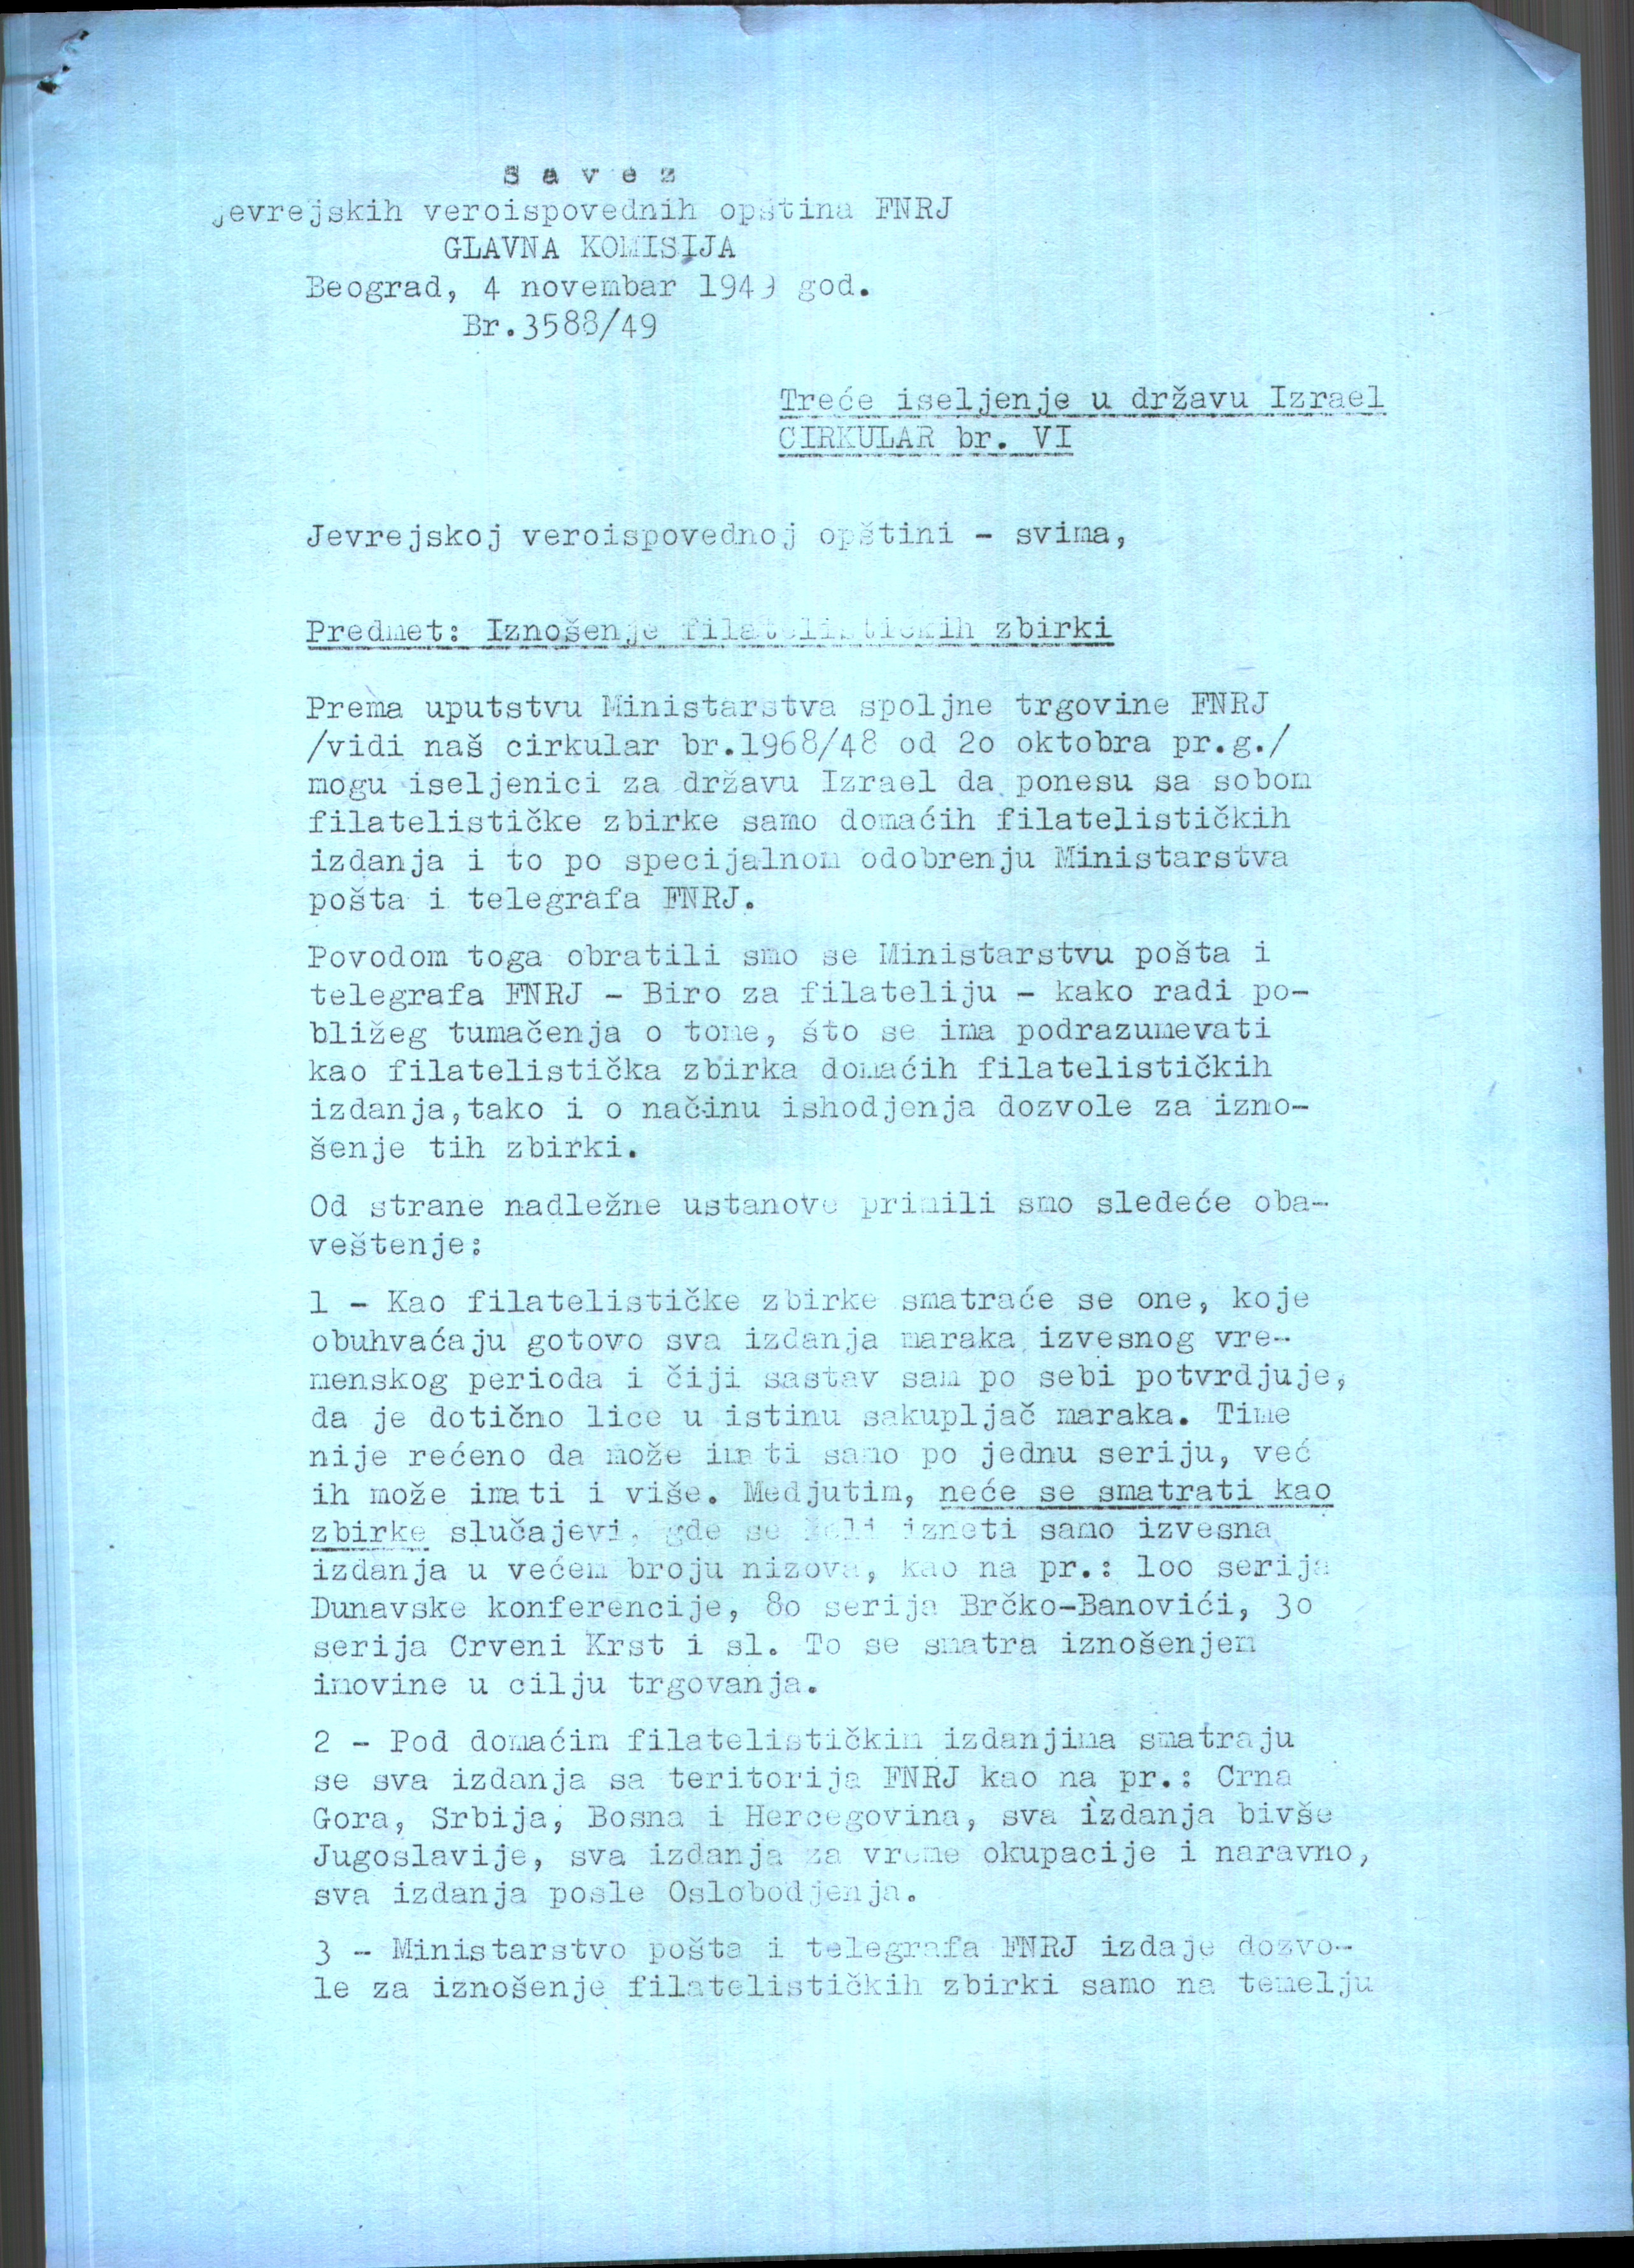 S a v e z
Jevrejskih veroispovednih opština FNRJ
GLAVNA KOMISIJA
Beograd, 4 novembar 1949 god.
Br.3588/49
Treće iseljenje u državu Izrael
CIRKULAR br. VI
Jevrejskoj veroispovednoj opštini - svima,
Predmet: Iznošenje filatelističkih zbirki
Prema uputstvu Ministarstva spoljne trgovine FNRJ
/vidi naš cirkular br.1968/48 od 2o oktobra pr.g./
mogu iseljenici za državu Izrael da ponesu sa sobom
filatelističke zbirke samo domaćih filatelističkih
izdanja i to po specijalnom odobrenju Ministarstva
pošta i telegrafa FNRJ.
Povodom toga obratili smo se Ministarstvu pošta i
telegrafa FNRJ - Biro za filateliju - kako radi po-
bližeg tumačenja o tome, što se ima podrazumevati
kao filatelistička zbirka domaćih filatelističkih
izdanja,tako i o načinu ishodjenja dozvole za izno-
šenje tih zbirki.
Od strane nadležne ustanove primili smo sledeće oba-
veštenje:
1 - Kao filatelističke zbirke smatraće se one, koje
obuhvaćaju gotovo sva izdanja maraka izvesnog vre-
menskog perioda i čiji sastav sam po sebi potvrdjuje,
da je dotično lice u istinu sakupljač maraka. Time
nije rećeno da može imati samo po jednu seriju, već
ih može imati i više. Medjutim, neće se smatrati kao
zbirke slučajevi, gde se želi izneti samo izvesna
izdanja u većem broju nizova, kao na pr.: loo serija
Dunavske konferencije, 8o serija Brčko-Banovići, 3o
serija Crveni Krst i sl. To se smatra iznošenjem
imovine u cilju trgovanja.
2 - Pod domaćim filatelističkim izdanjima smatraju
se sva izdanja sa teritorija FNRJ kao na pr.: Crna
Gora, Srbija, Bosna i Hercegovina, sva izdanja bivše
Jugoslavije, sva izdanja za vreme okupacije i naravno,
sva izdanja posle Oslobodjenja.
3 - Ministarstvo pošta i telegrafa FNRJ izdaje dozvo-
le za iznošenje filatelističkih zbirki samo na temelju